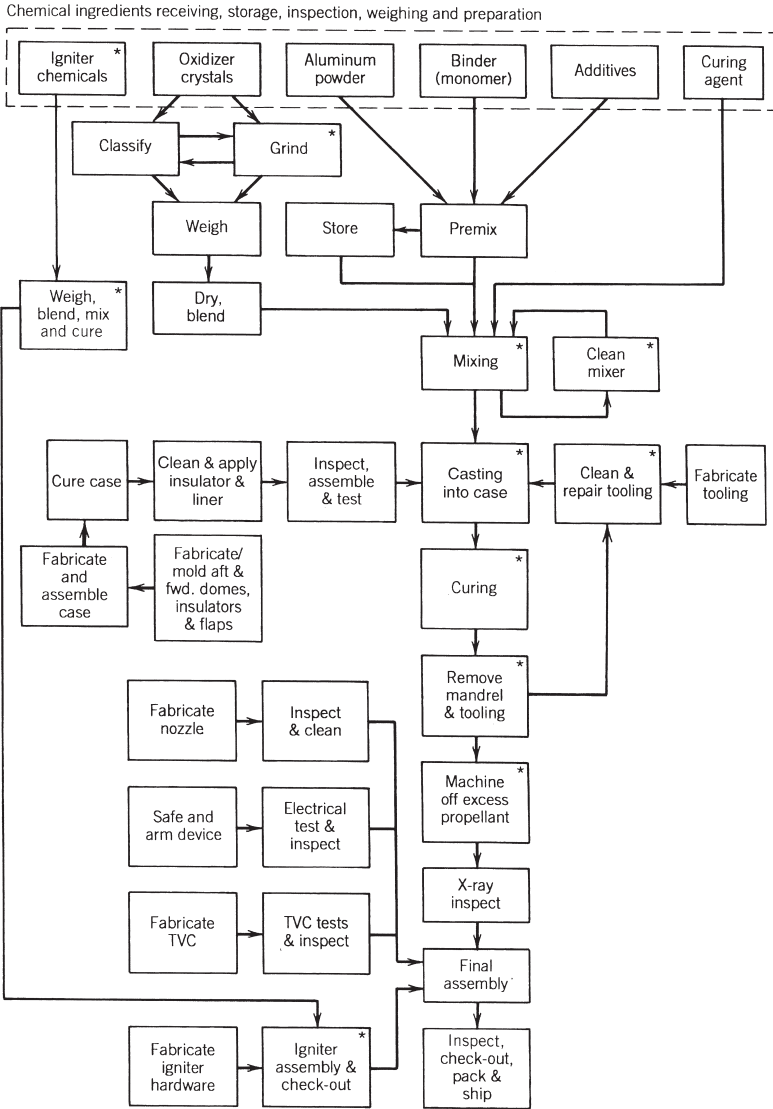 Chemical ingredients receiving, storage, inspection, weighing and preparation
Igniter *
chemicals
Oxidizer
crystals
Aluminum
powder
Binder
(monomer)
Additives
Curing
agent
Classify
Grind *
Weigh
Store
Premix
Weigh, *
blend, mix
and cure
Dry,
blend
Mixing *
Clean *
mixer
Cure case
Clean & apply
insulator &
liner
Inspect,
assemble
& test
Casting *
into case
Clean & *
repair tooling
Fabricate
tooling
Fabricate
and
assemble
case
Fabricate/
mold aft &
fwd. domes,
insulators
& flaps
Curing *
Remove *
mandrel
& tooling
Fabricate
nozzle
Inspect
& clean
Machine *
off excess
propellant
Safe and
arm device
Electrical
test &
inspect
X-ray
inspect
Fabricate
TVC
TVC tests
& inspect
Final
assembly
Fabricate
igniter
hardware
Igniter *
assembly &
check-out
Inspect,
check-out,
pack &
ship